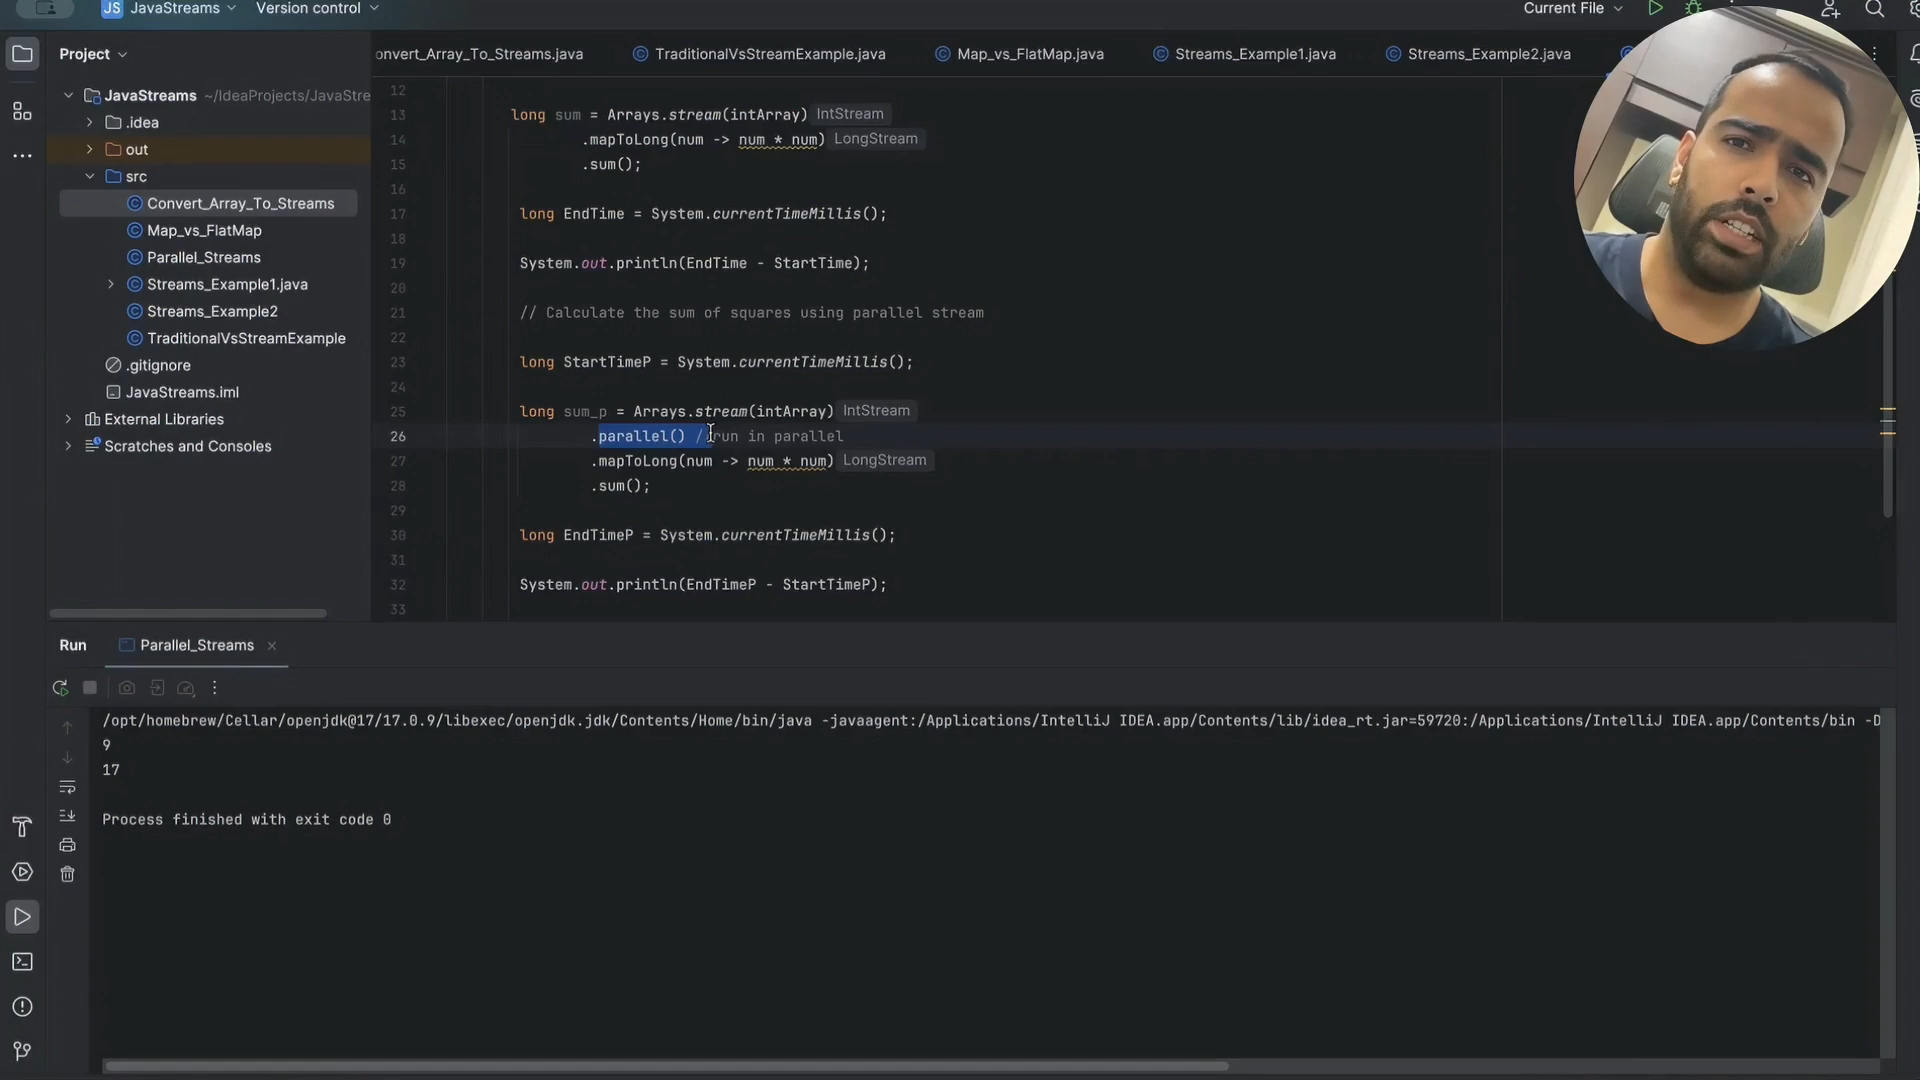 JS JavaStreams Version control Current File
Project
onvert_Array_To_Streams.java TraditionalVsStreamExample.java Map_vs_FlatMap.java Streams_Example1.java Streams_Example2.java
JavaStreams ~/IdeaProjects/JavaStre
.idea
out
src
Convert_Array_To_Streams
Map_vs_FlatMap
Parallel_Streams
Streams_Example1.java
Streams_Example2
TraditionalVsStreamExample
.gitignore
JavaStreams.iml
External Libraries
Scratches and Consoles
12
13 long sum = Arrays.stream(intArray) IntStream
14 .mapToLong(num -> num * num) LongStream
15 .sum();
16
17 long EndTime = System.currentTimeMillis();
18
19 System.out.println(EndTime - StartTime);
20
21 // Calculate the sum of squares using parallel stream
22
23 long StartTimeP = System.currentTimeMillis();
24
25 long sum_p = Arrays.stream(intArray) IntStream
26 .parallel() //run in parallel
27 .mapToLong(num -> num * num) LongStream
28 .sum();
29
30 long EndTimeP = System.currentTimeMillis();
31
32 System.out.println(EndTimeP - StartTimeP);
33
Run Parallel_Streams
/opt/homebrew/Cellar/openjdk@17/17.0.9/libexec/openjdk.jdk/Contents/Home/bin/java -javaagent:/Applications/IntelliJ IDEA.app/Contents/lib/idea_rt.jar=59720:/Applications/IntelliJ IDEA.app/Contents/bin -D
9
17
Process finished with exit code 0